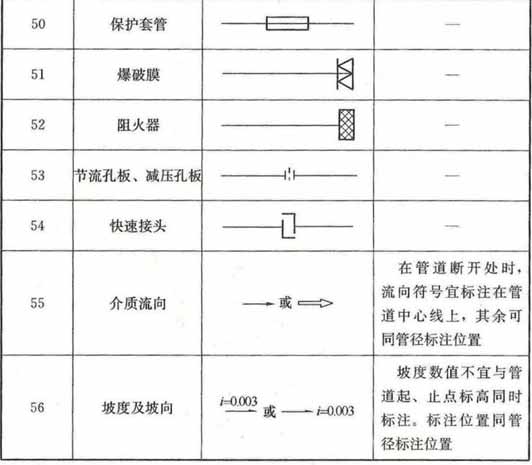 50 保护套管 —
51 爆破膜 —
52 阻火器 —
53 节流孔板、减压孔板 —
54 快速接头 —
55 介质流向 或 在管道断开处时，
流向符号宜标注在管
道中心线上，其余可
同管径标注位置
56 坡度及坡向 i=0.003 或 i=0.003 坡度数值不宜与管
道起、止点标高同时
标注。标注位置同管
径标注位置